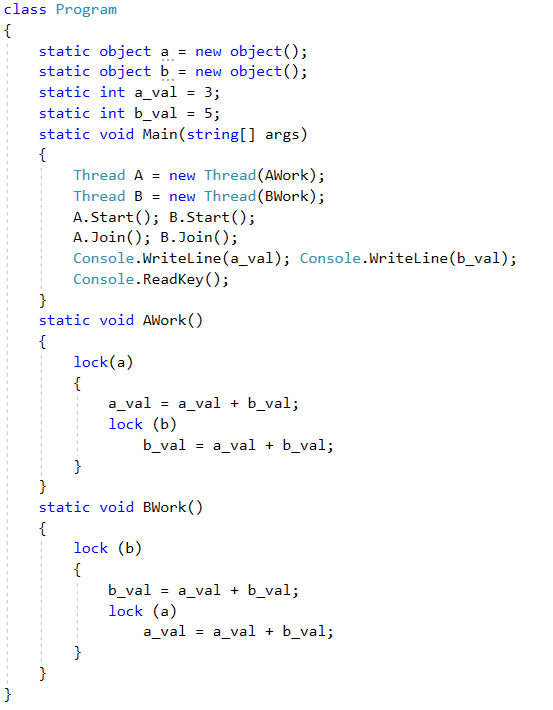 class Program
{
    static object a = new object();
    static object b = new object();
    static int a_val = 3;
    static int b_val = 5;
    static void Main(string[] args)
    {
        Thread A = new Thread(AWork);
        Thread B = new Thread(BWork);
        A.Start(); B.Start();
        A.Join(); B.Join();
        Console.WriteLine(a_val); Console.WriteLine(b_val);
        Console.ReadKey();
    }
    static void AWork()
    {
        lock(a)
        {
            a_val = a_val + b_val;
            lock (b)
                b_val = a_val + b_val;
        }
    }
    static void BWork()
    {
        lock (b)
        {
            b_val = a_val + b_val;
            lock (a)
                a_val = a_val + b_val;
        }
    }
}